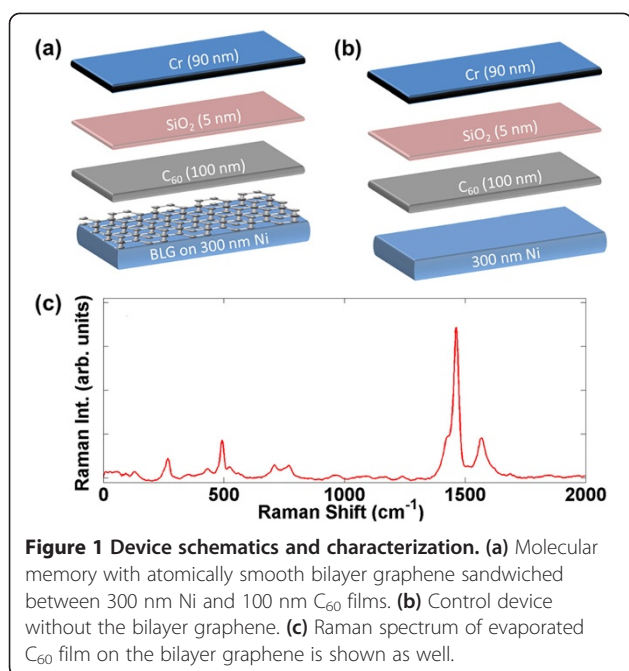 (a)
Cr (90 nm)
SiO₂ (5 nm)
C₆₀ (100 nm)
BLG on 300 nm Ni
(b)
Cr (90 nm)
SiO₂ (5 nm)
C₆₀ (100 nm)
300 nm Ni
(c)
Raman Int. (arb. units)
0 500 1000 1500 2000
Raman Shift (cm⁻¹)
Figure 1 Device schematics and characterization. (a) Molecular
memory with atomically smooth bilayer graphene sandwiched
between 300 nm Ni and 100 nm C₆₀ films. (b) Control device
without the bilayer graphene. (c) Raman spectrum of evaporated
C₆₀ film on the bilayer graphene is shown as well.